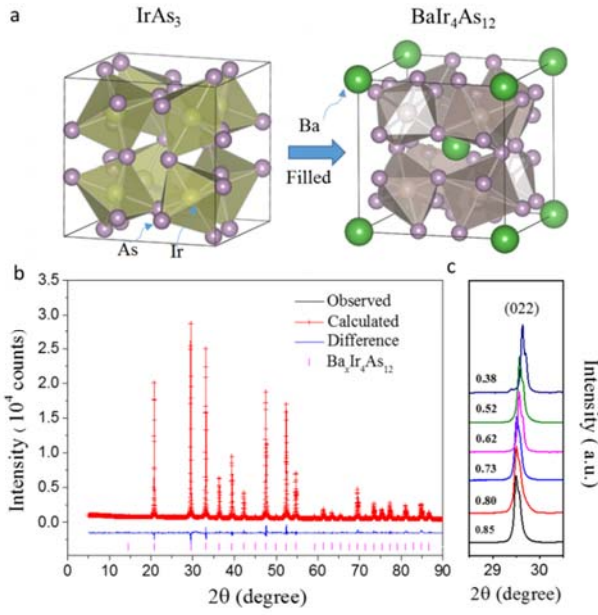 a
IrAs3
BaIr4As12
Ba
Filled
As
Ir
b
Observed
Calculated
Difference
BaxIr4As12
Intensity ( 10^4 counts)
3.5
3.0
2.5
2.0
1.5
1.0
0.5
0.0
0 10 20 30 40 50 60 70 80 90
2θ (degree)
c
(022)
0.38
0.52
0.62
0.73
0.80
0.85
29 30
2θ (degree)
Intensity ( a.u.)